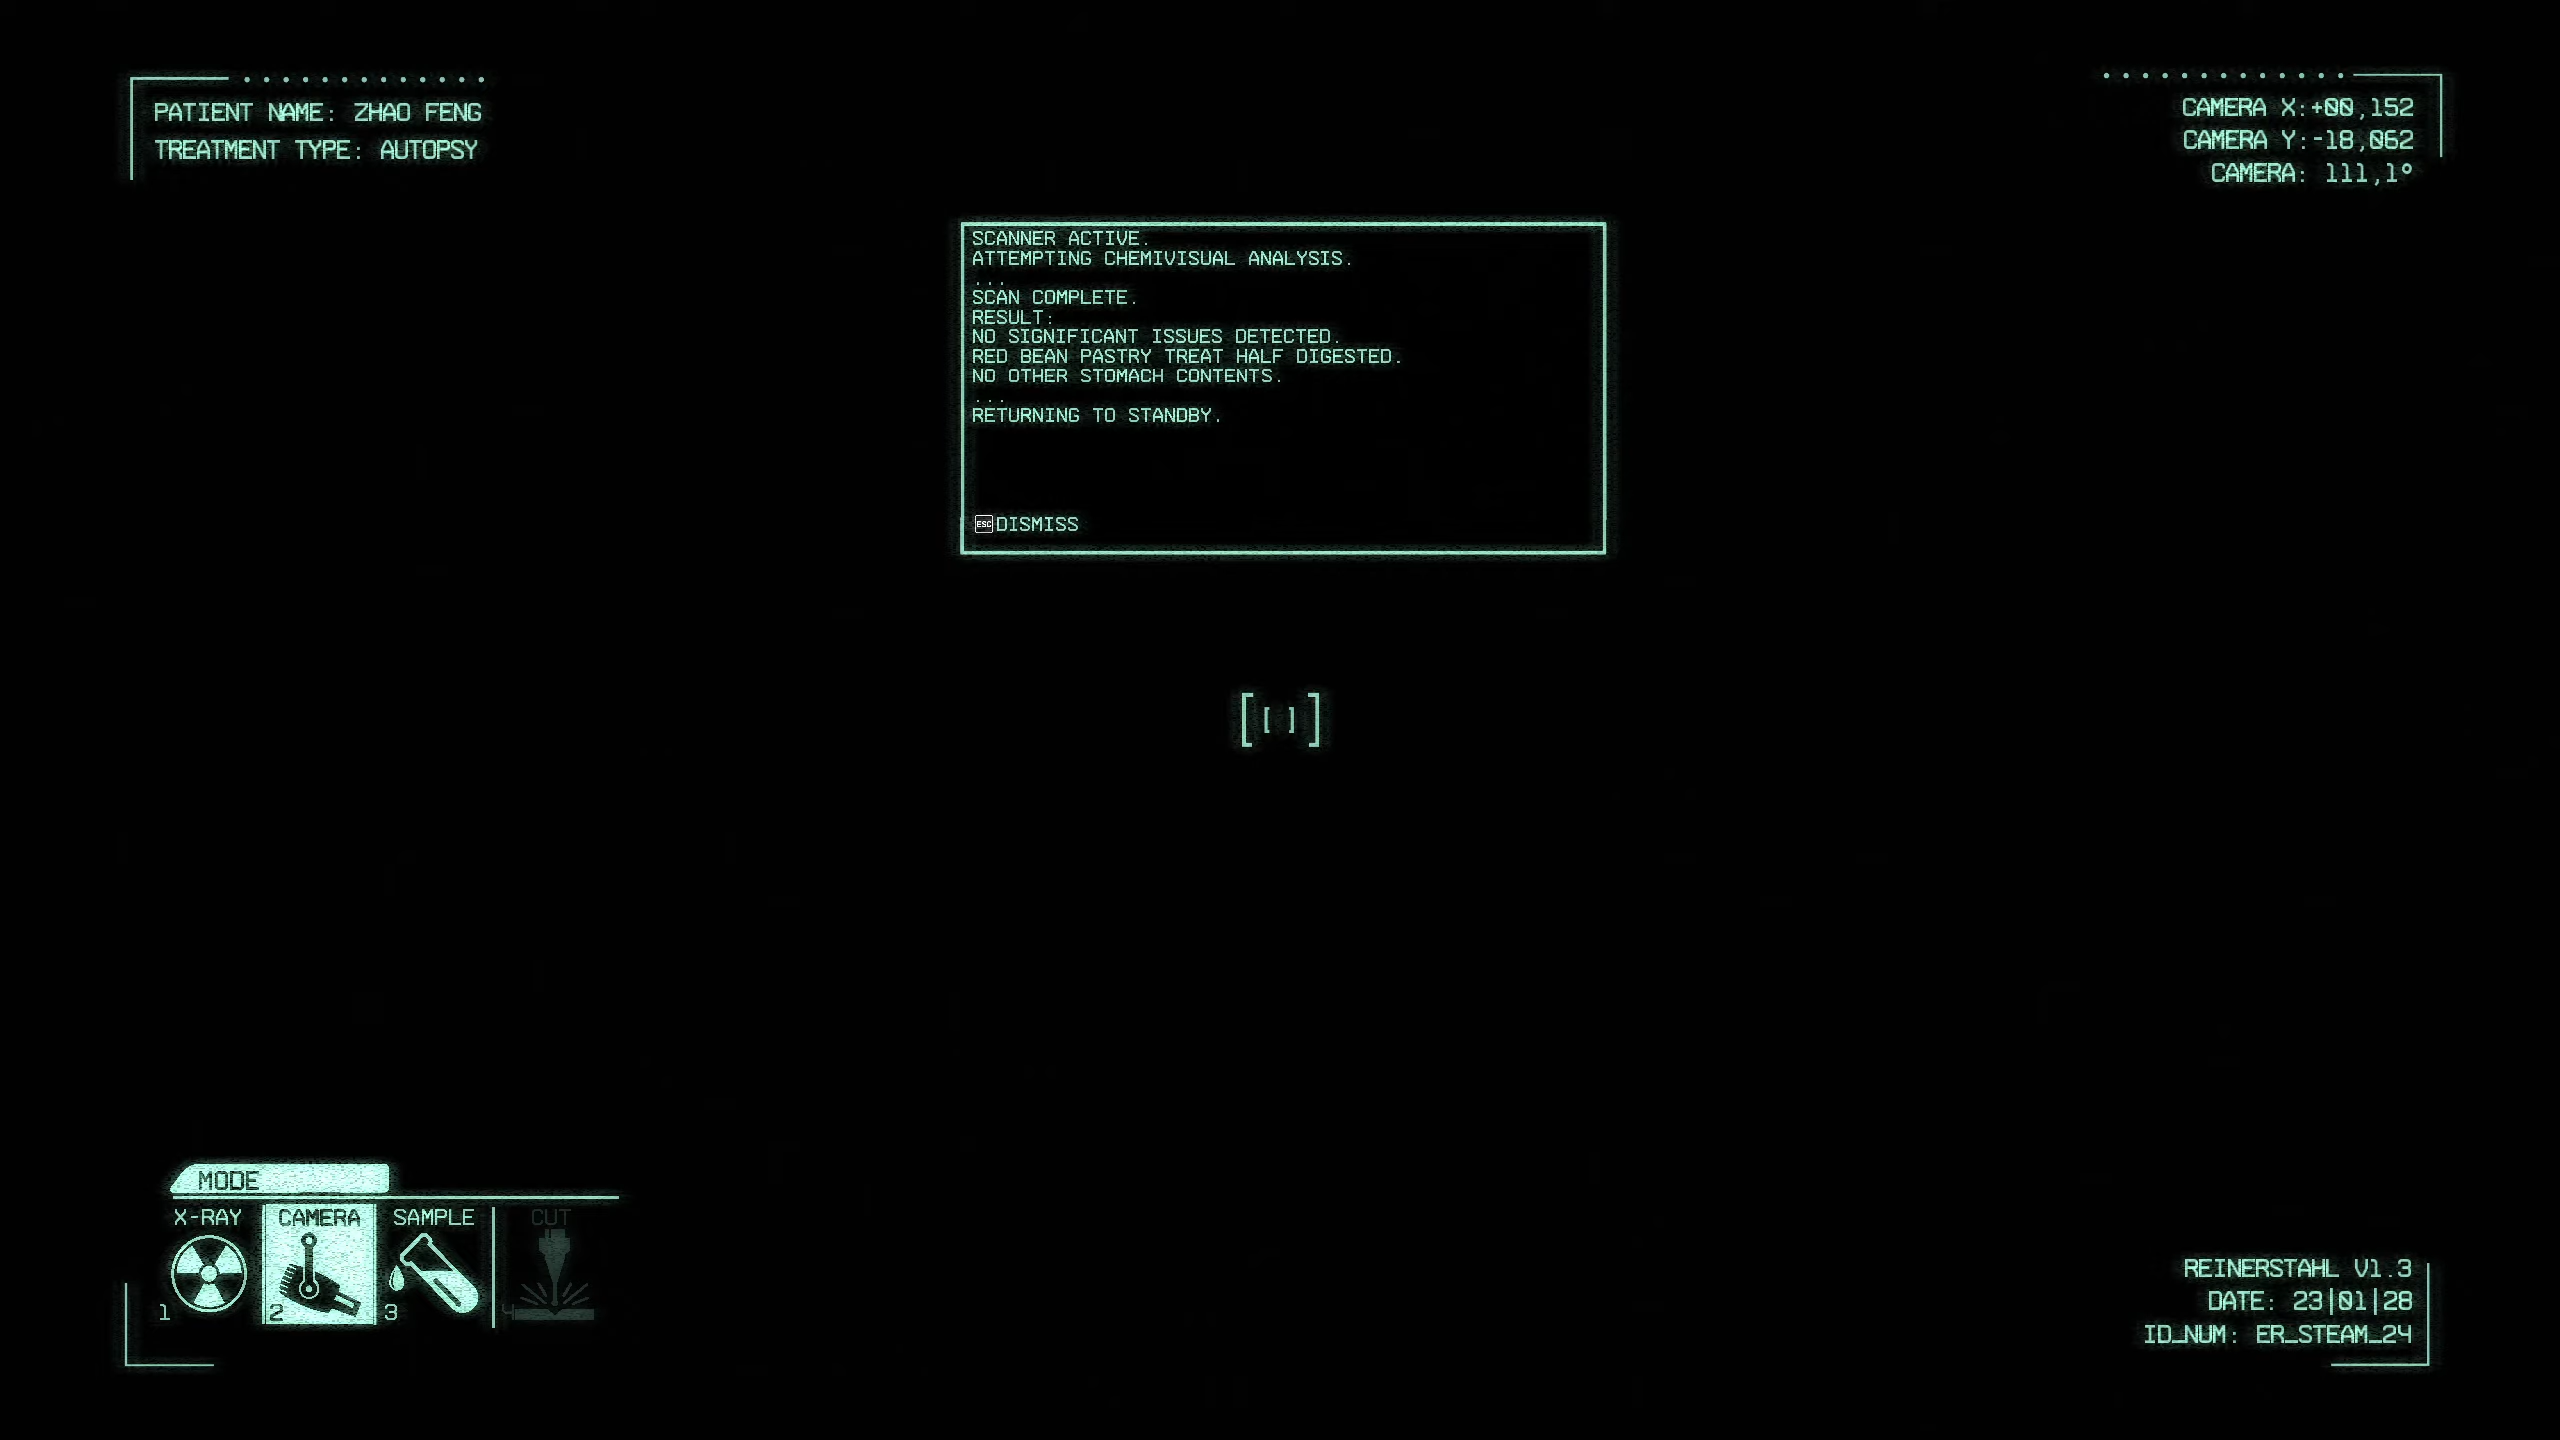 PATIENT NAME: ZHAO FENG
TREATMENT TYPE: AUTOPSY
CAMERA X:+00,152
CAMERA Y:-18,062
CAMERA: 111,1°
SCANNER ACTIVE.
ATTEMPTING CHEMIVISUAL ANALYSIS.
...
SCAN COMPLETE.
RESULT:
NO SIGNIFICANT ISSUES DETECTED.
RED BEAN PASTRY TREAT HALF DIGESTED.
NO OTHER STOMACH CONTENTS.
...
RETURNING TO STANDBY.
ESC DISMISS
MODE
X-RAY CAMERA SAMPLE CUT
1 2 3 4
REINERSTAHL V1.3
DATE: 23|01|28
ID_NUM: ER_STEAM_24